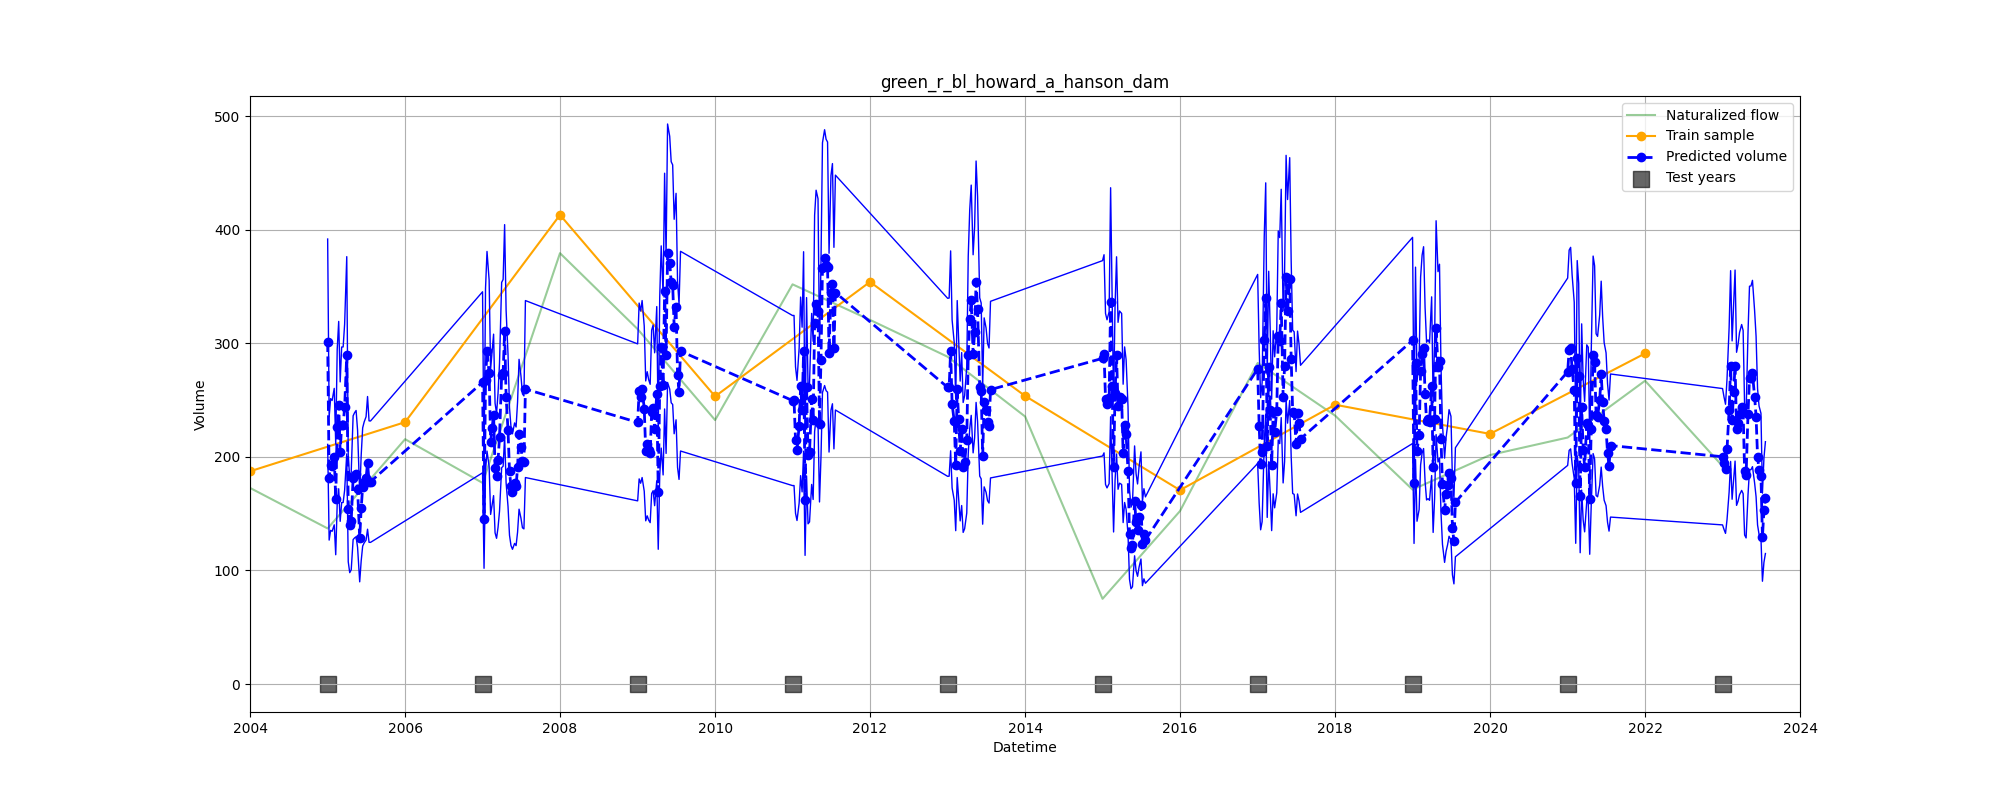 green_r_bl_howard_a_hanson_dam
500
400
300
200
100
0
Volume
Naturalized flow
Train sample
Predicted volume
Test years
2004 2006 2008 2010 2012 2014 2016 2018 2020 2022 2024
Datetime